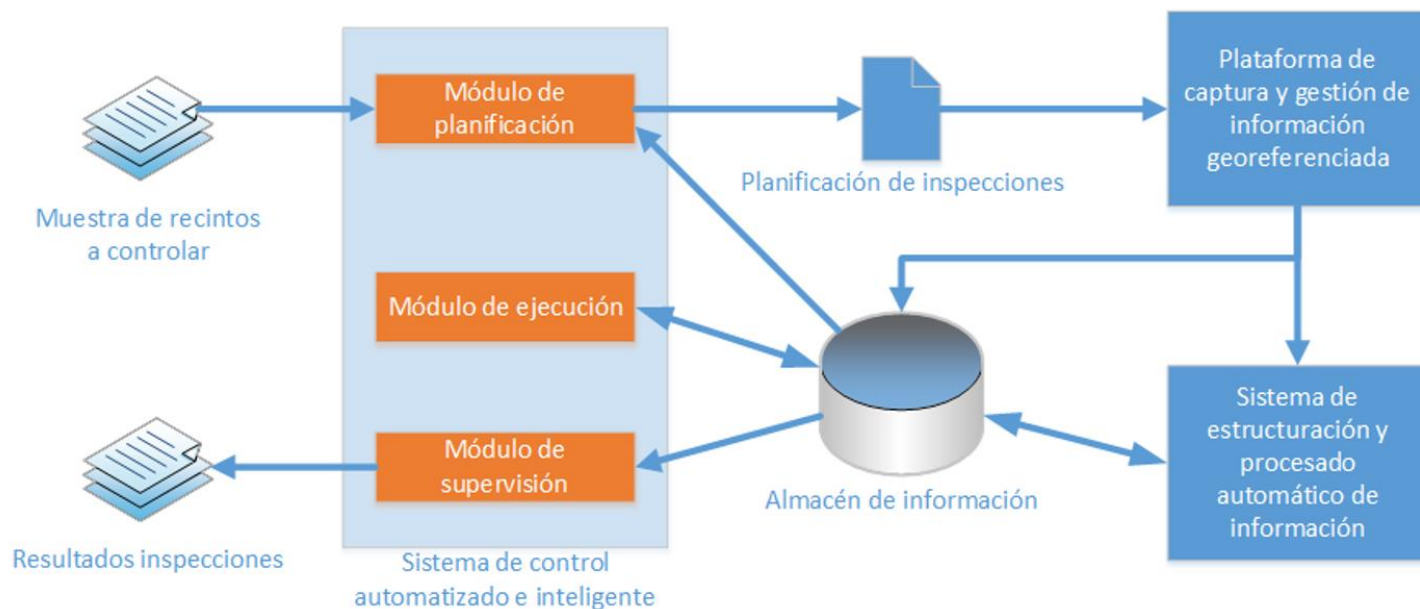 Muestra de recintos
a controlar
Módulo de
planificación
Planificación de inspecciones
Plataforma de
captura y gestión de
información
georeferenciada
Módulo de ejecución
Módulo de
supervisión
Almacén de información
Sistema de
estructuración y
procesado
automático de
información
Resultados inspecciones
Sistema de control
automatizado e inteligente